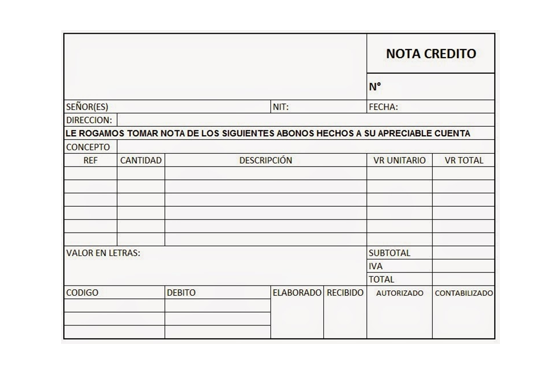 NOTA CREDITO
N°
SEÑOR(ES) NIT: FECHA:
DIRECCION:
LE ROGAMOS TOMAR NOTA DE LOS SIGUIENTES ABONOS HECHOS A SU APRECIABLE CUENTA
CONCEPTO
REF CANTIDAD DESCRIPCIÓN VR UNITARIO VR TOTAL
VALOR EN LETRAS: SUBTOTAL
IVA
TOTAL
CODIGO DEBITO ELABORADO RECIBIDO AUTORIZADO CONTABILIZADO